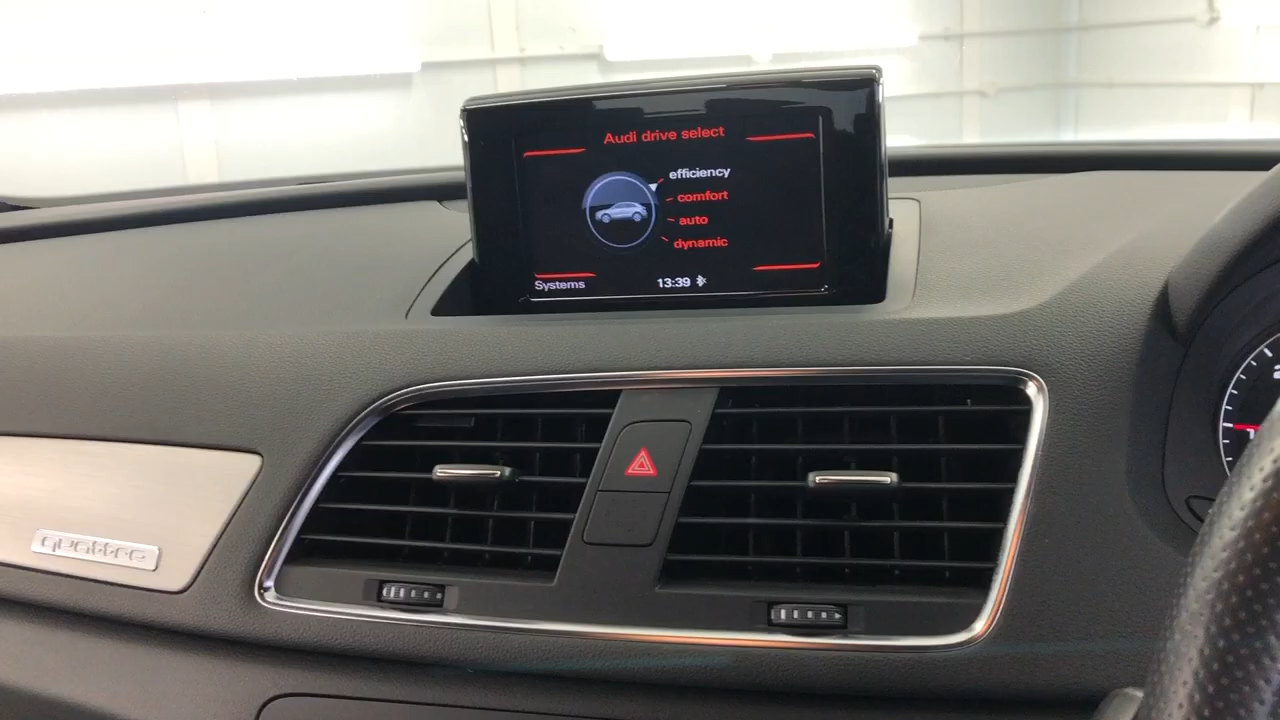 Audi drive select
efficiency
comfort
auto
dynamic
Systems
13:39
quattro